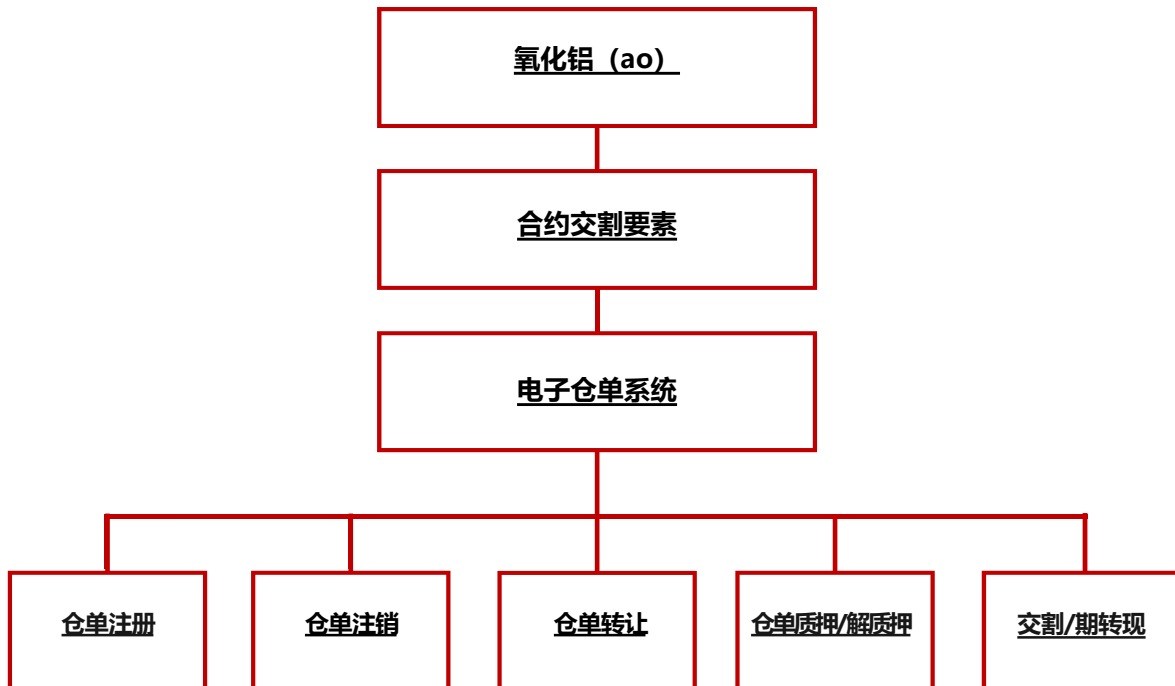 氧化铝（ao）
合约交割要素
电子仓单系统
仓单注册
仓单注销
仓单转让
仓单质押/解质押
交割/期转现